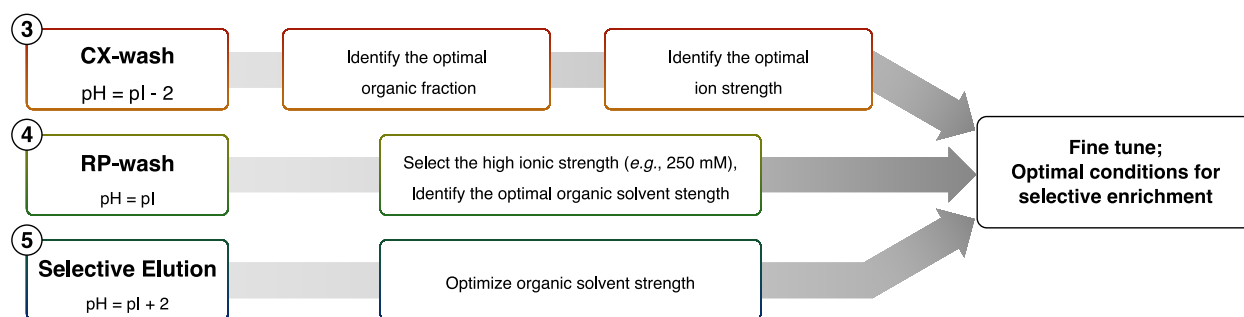 3
CX-wash
pH = pI - 2
Identify the optimal
organic fraction
Identify the optimal
ion strength
4
RP-wash
pH = pI
Select the high ionic strength (e.g., 250 mM),
Identify the optimal organic solvent stength
5
Selective Elution
pH = pI + 2
Optimize organic solvent strength
Fine tune;
Optimal conditions for
selective enrichment